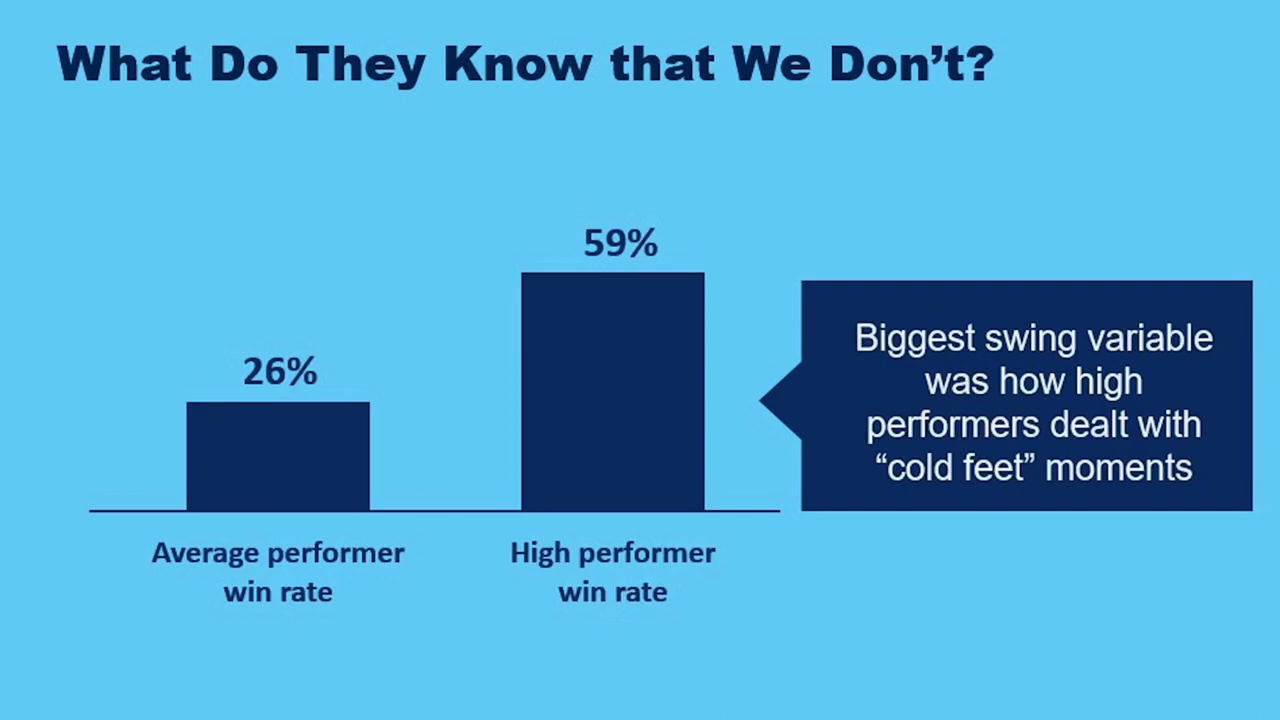 What Do They Know that We Don’t?
59%
26%
Biggest swing variable
was how high
performers dealt with
“cold feet” moments
Average performer
win rate
High performer
win rate